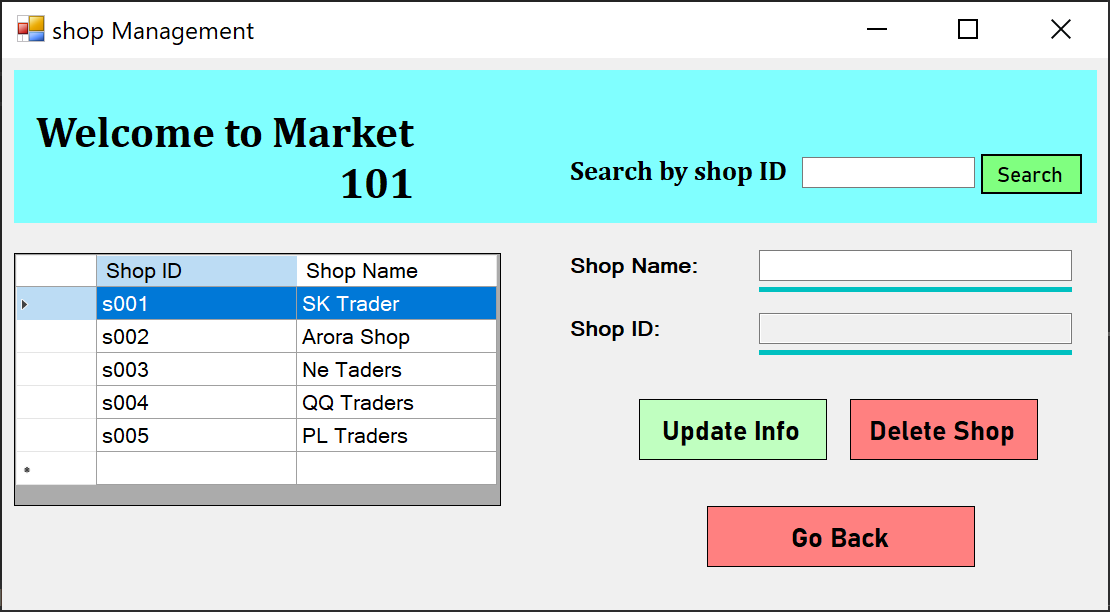 shop Management
Welcome to Market
101
Search by shop ID Search
Shop ID Shop Name
s001 SK Trader
s002 Arora Shop
s003 Ne Taders
s004 QQ Traders
s005 PL Traders
Shop Name:
Shop ID:
Update Info Delete Shop
Go Back